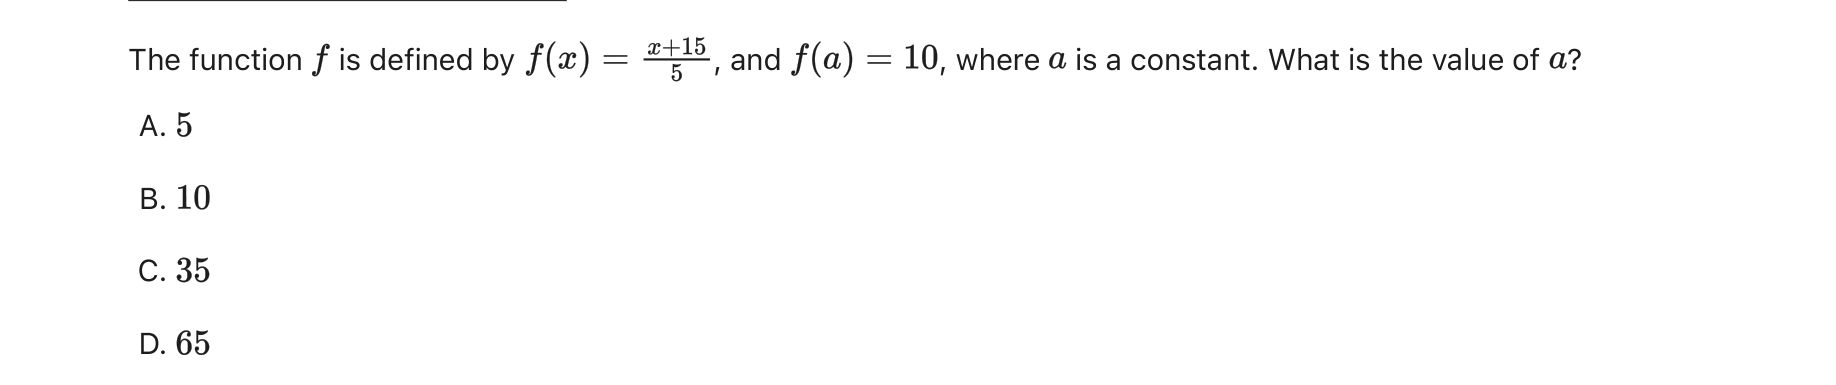 The function f is defined by f(x) = \frac{x+15}{5}, and f(a) = 10, where a is a constant. What is the value of a?
A. 5
B. 10
C. 35
D. 65